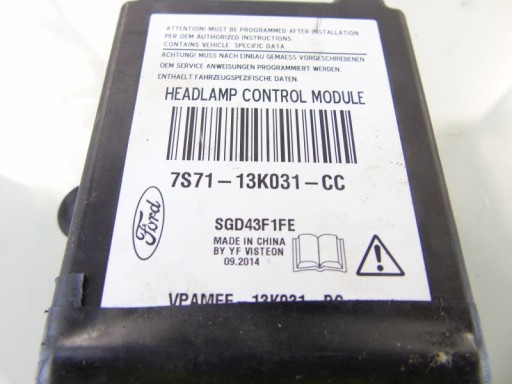 ATTENTION! MUST BE PROGRAMMED AFTER INSTALLATION
PER OEM AUTHORIZED INSTRUCTIONS.
CONTAINS VEHICLE SPECIFIC DATA.
ACHTUNG! MUSS NACH EINBAU GEMAESS VORGESCHRIEBENEN
OEM SERVICE ANWEISUNGEN PROGRAMMIERT WERDEN.
ENTHAELT FAHRZEUGSPEZIFISCHE DATEN.
HEADLAMP CONTROL MODULE
7S71-13K031-CC
SGD43F1FE
Ford
MADE IN CHINA
BY YF VISTEON
09.2014